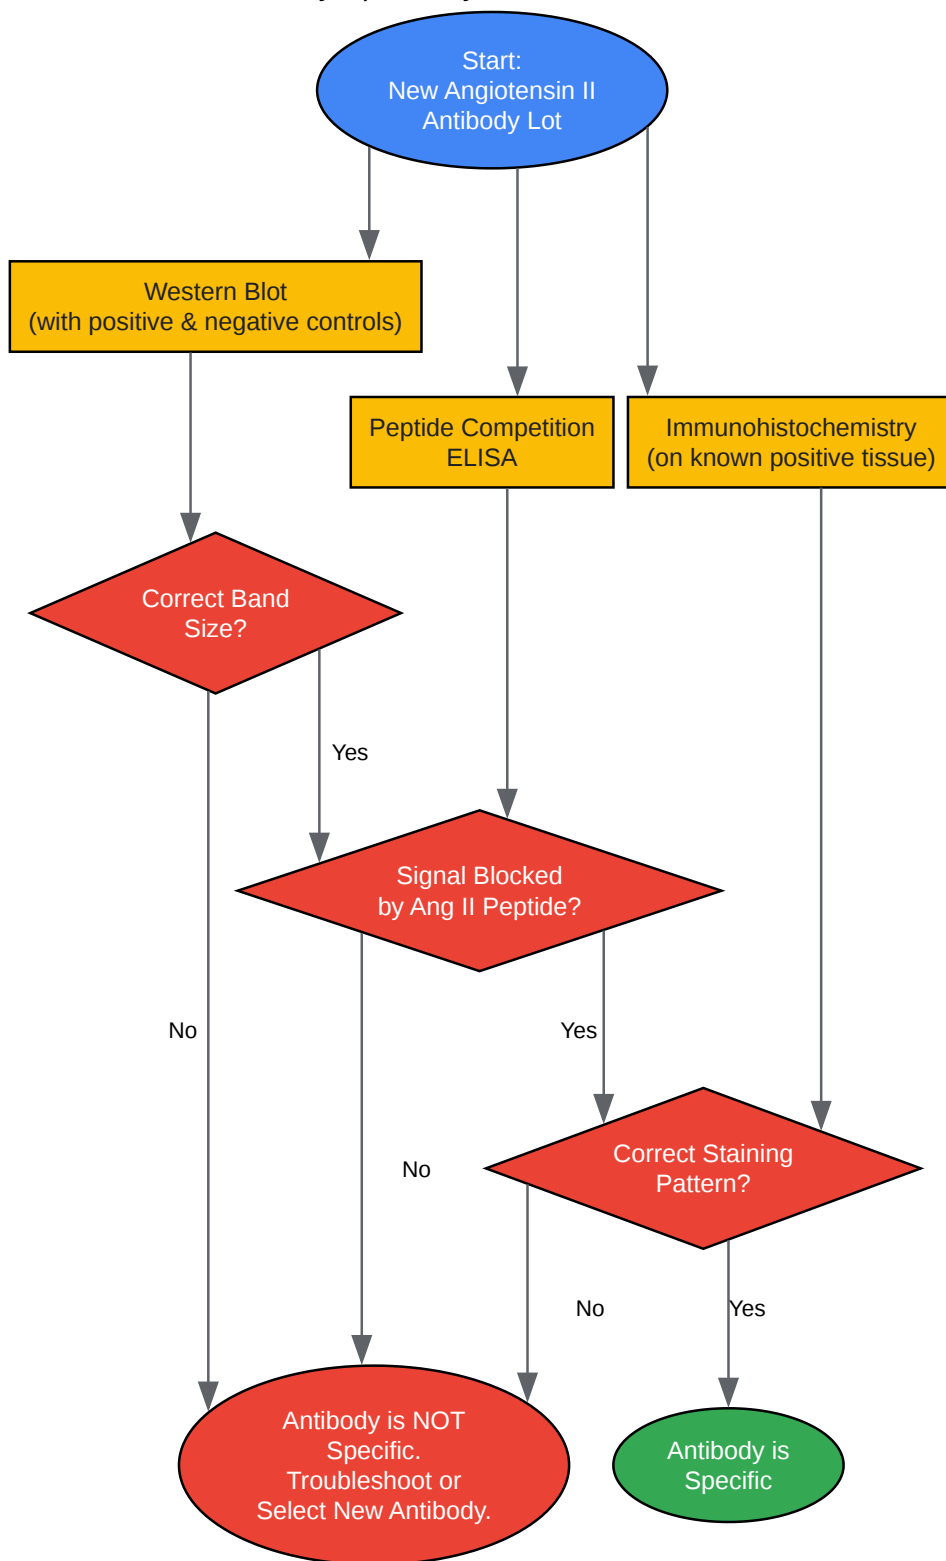 Start:
New Angiotensin II
Antibody Lot
Western Blot
(with positive & negative controls)
Peptide Competition
ELISA
Immunohistochemistry
(on known positive tissue)
Correct Band
Size?
Yes
Signal Blocked
by Ang II Peptide?
No
Yes
Correct Staining
Pattern?
No
No
Yes
Antibody is NOT
Specific.
Troubleshoot or
Select New Antibody.
Antibody is
Specific